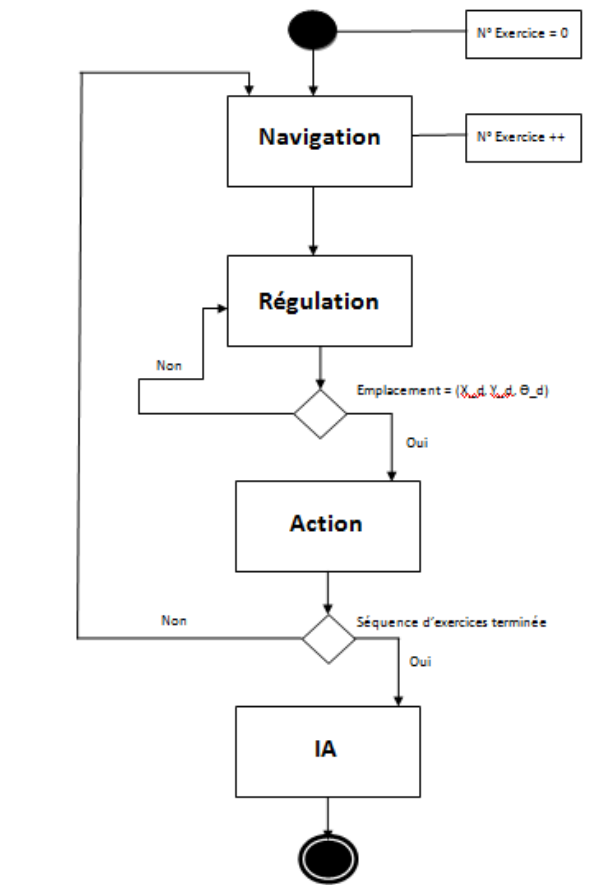 N° Exercice = 0
Navigation
N° Exercice ++
Régulation
Non
Emplacement = (X_d, Y_d, Θ_d)
Oui
Action
Non
Séquence d'exercices terminée
Oui
IA